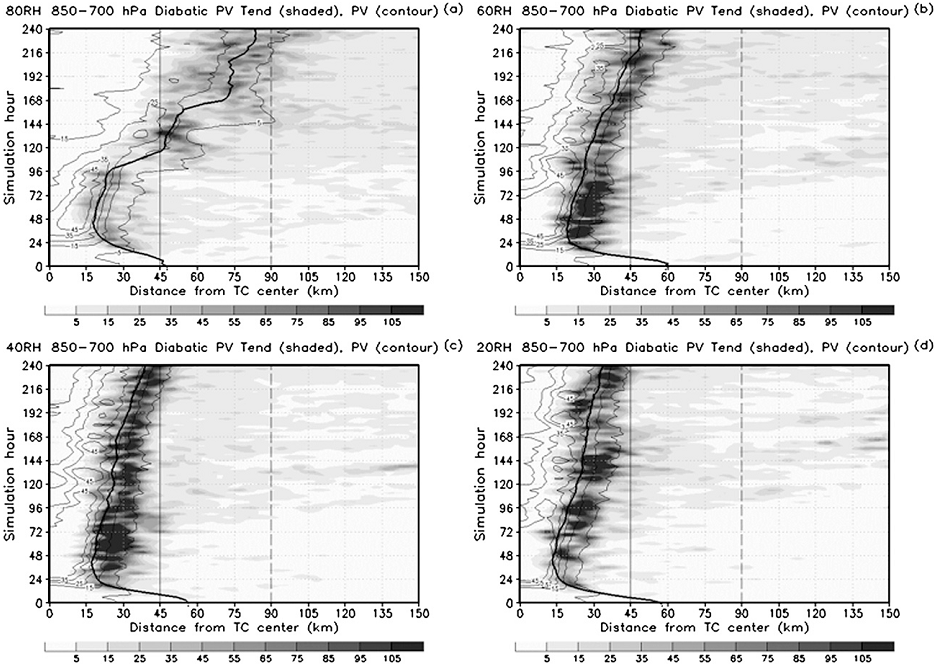 80RH 850-700 hPa Diabatic PV Tend (shaded), PV (contour) (a)
Simulation hour
240
216
192
168
144
120
96
72
48
24
0
0 15 30 45 60 75 90 105 120 135 150
Distance from TC center (km)
5 15 25 35 45 55 65 75 85 95 105
60RH 850-700 hPa Diabatic PV Tend (shaded), PV (contour) (b)
Simulation hour
240
216
192
168
144
120
96
72
48
24
0
0 15 30 45 60 75 90 105 120 135 150
Distance from TC center (km)
5 15 25 35 45 55 65 75 85 95 105
40RH 850-700 hPa Diabatic PV Tend (shaded), PV (contour) (c)
Simulation hour
240
216
192
168
144
120
96
72
48
24
0
0 15 30 45 60 75 90 105 120 135 150
Distance from TC center (km)
5 15 25 35 45 55 65 75 85 95 105
20RH 850-700 hPa Diabatic PV Tend (shaded), PV (contour) (d)
Simulation hour
240
216
192
168
144
120
96
72
48
24
0
0 15 30 45 60 75 90 105 120 135 150
Distance from TC center (km)
5 15 25 35 45 55 65 75 85 95 105